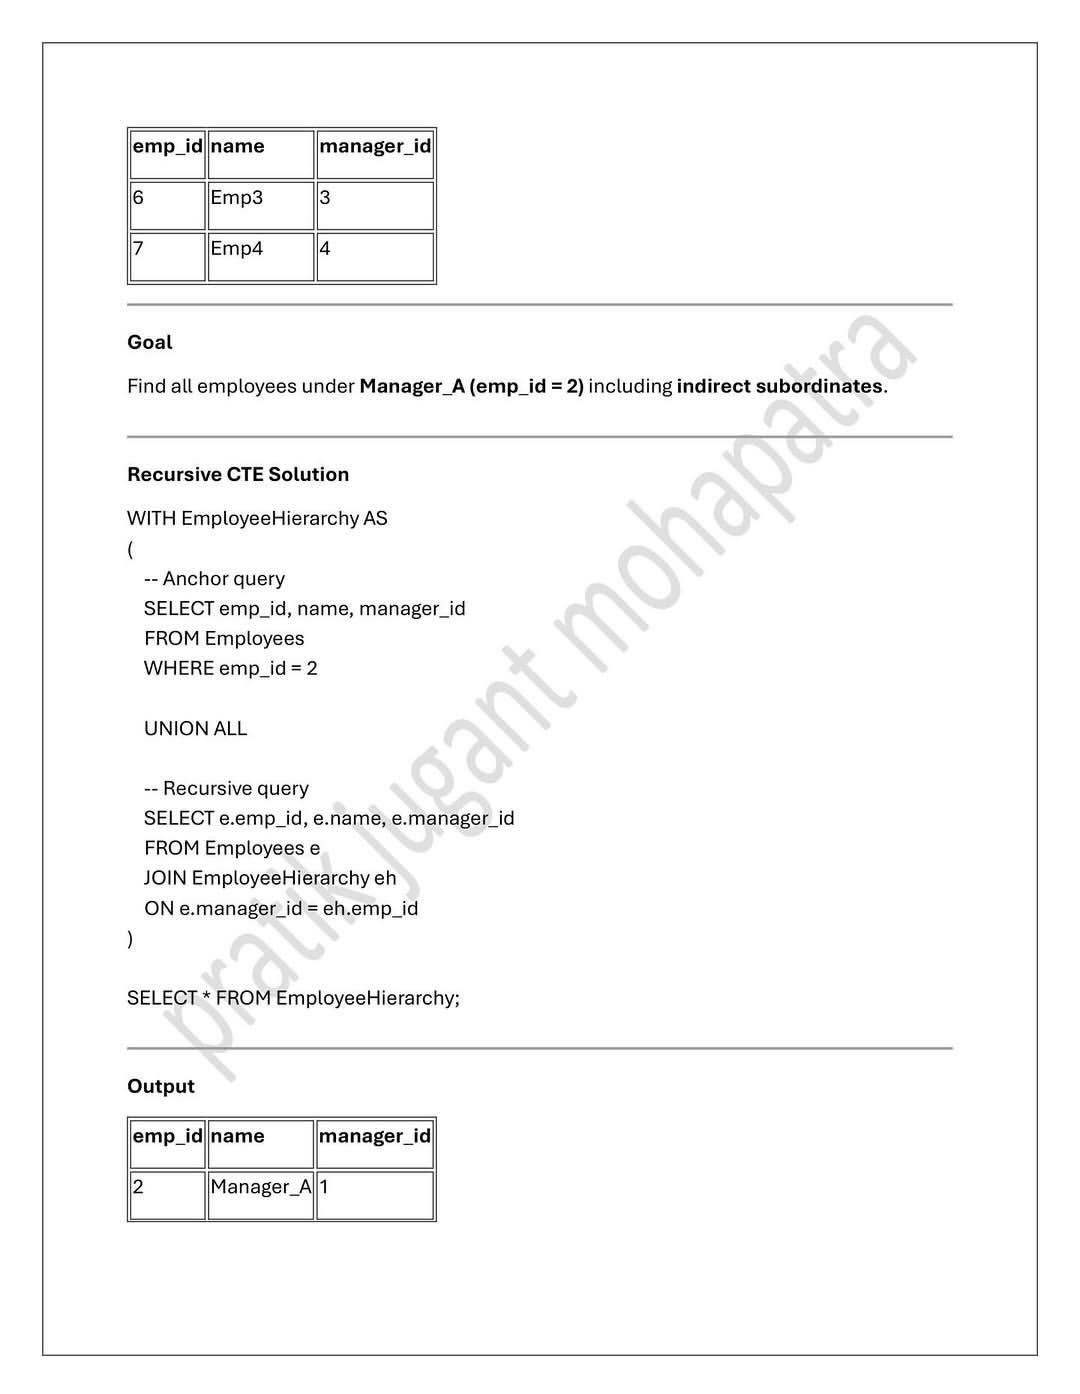 emp_id name manager_id
6 Emp3 3
7 Emp4 4
Goal
Find all employees under Manager_A (emp_id = 2) including indirect subordinates.
Recursive CTE Solution
WITH EmployeeHierarchy AS
(
-- Anchor query
SELECT emp_id, name, manager_id
FROM Employees
WHERE emp_id = 2
UNION ALL
-- Recursive query
SELECT e.emp_id, e.name, e.manager_id
FROM Employees e
JOIN EmployeeHierarchy eh
ON e.manager_id = eh.emp_id
)
SELECT * FROM EmployeeHierarchy;
Output
emp_id name manager_id
2 Manager_A 1
pratik jugant mohapatra